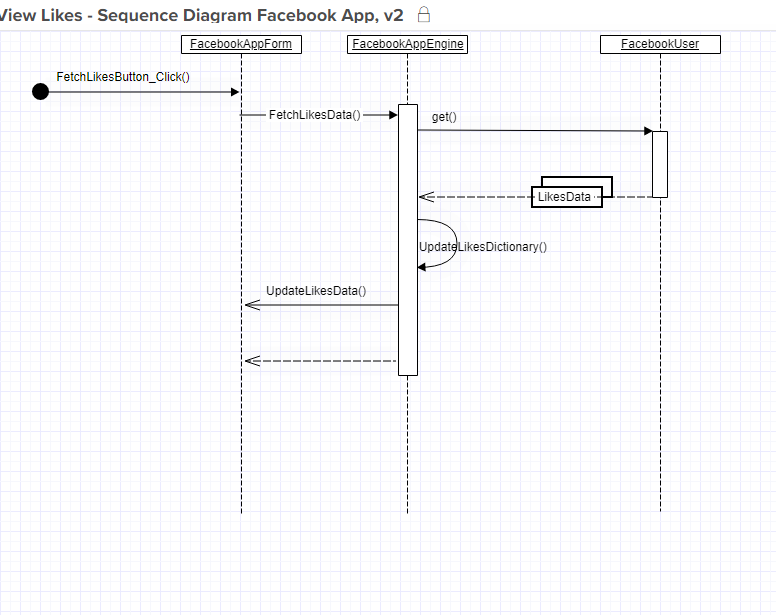 View Likes - Sequence Diagram Facebook App, v2
FacebookAppForm
FacebookAppEngine
FacebookUser
FetchLikesButton_Click()
FetchLikesData()
get()
LikesData
UpdateLikesDictionary()
UpdateLikesData()